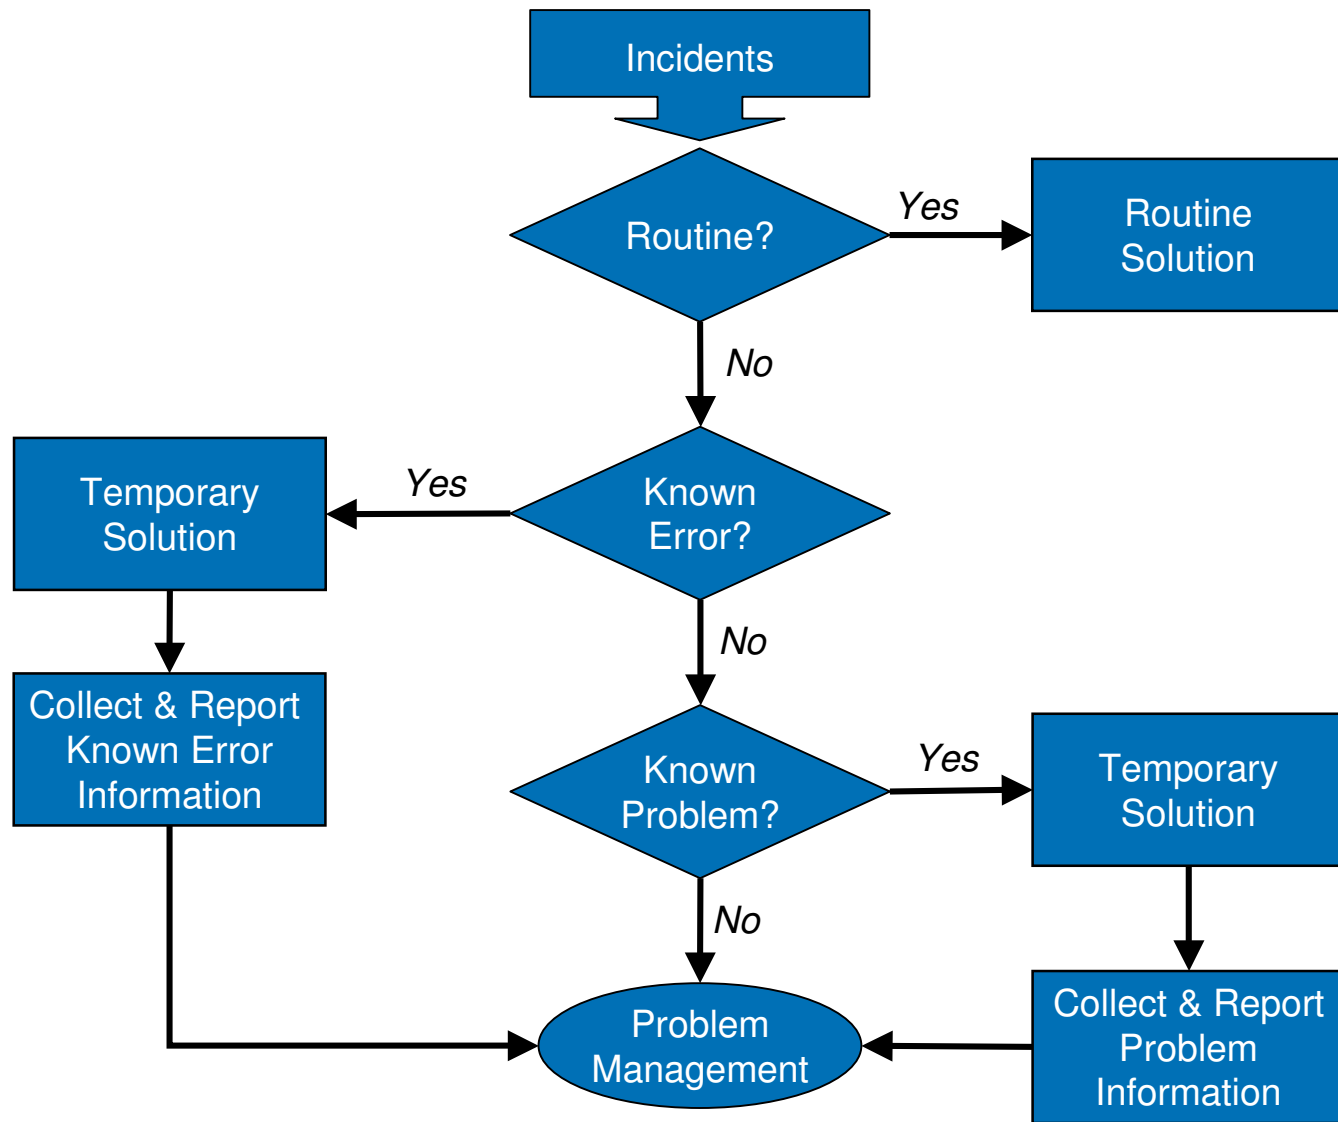 Incidents
Routine?
Yes
Routine
Solution
No
Known
Error?
Yes
Temporary
Solution
Collect & Report
Known Error
Information
No
Known
Problem?
Yes
Temporary
Solution
No
Problem
Management
Collect & Report
Problem
Information